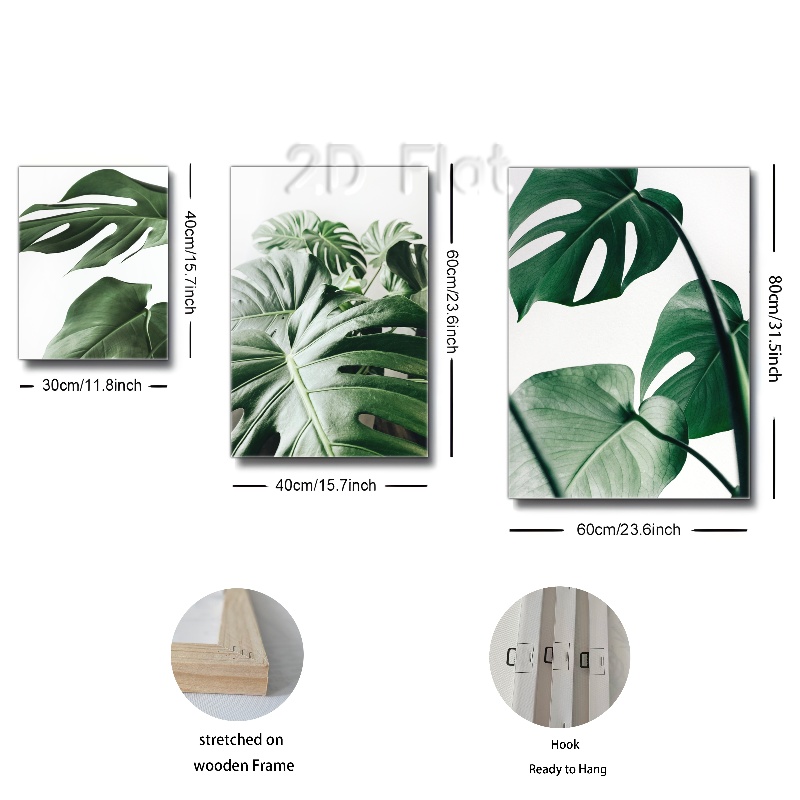 2D Flat
40cm/15.7inch
30cm/11.8inch
60cm/23.6inch
40cm/15.7inch
80cm/31.5inch
60cm/23.6inch
stretched on
wooden Frame
Hook
Ready to Hang